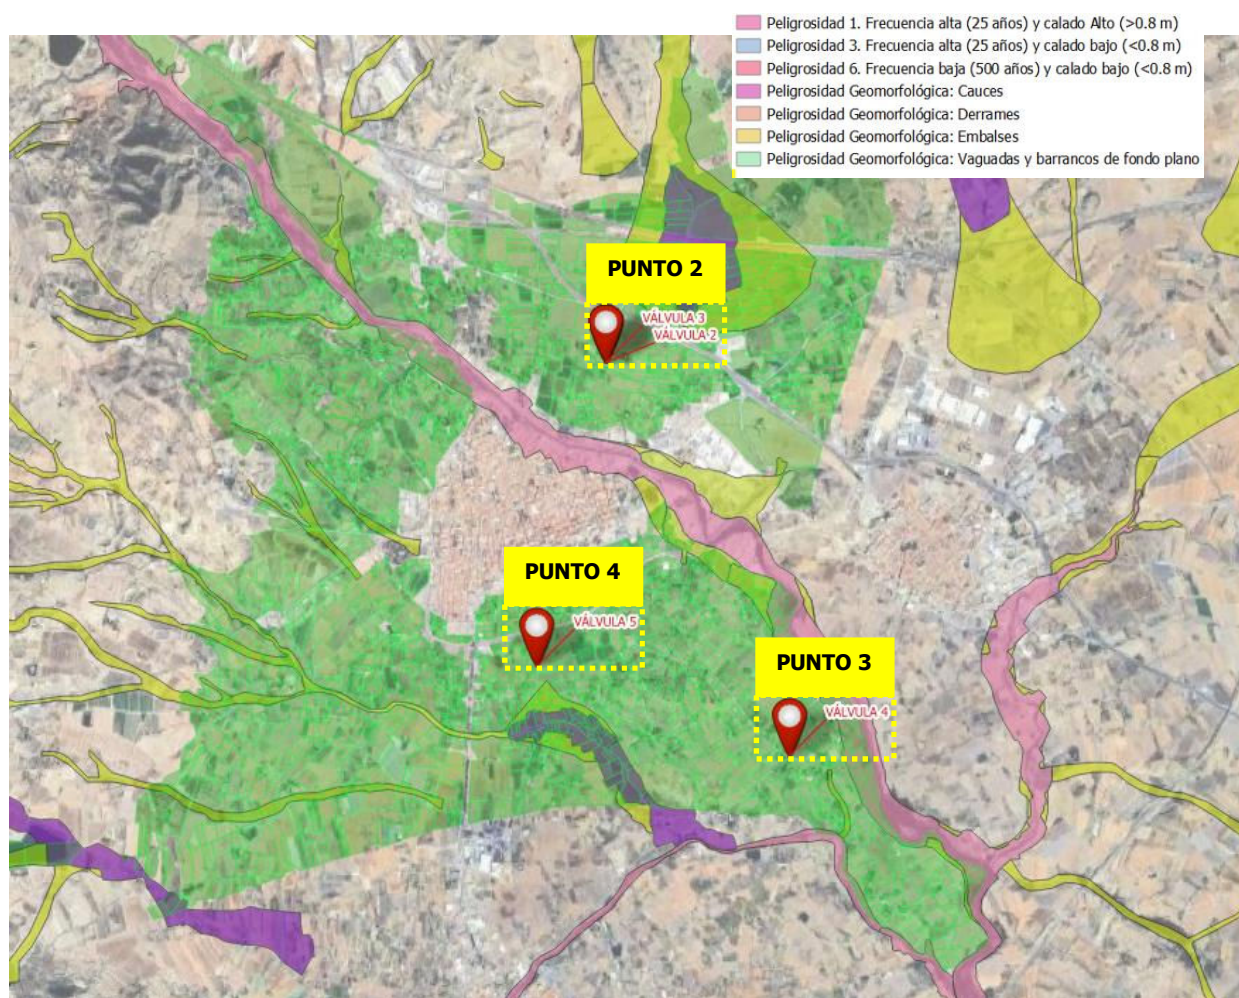 Peligrosidad 1. Frecuencia alta (25 años) y calado Alto (>0.8 m)
Peligrosidad 3. Frecuencia alta (25 años) y calado bajo (<0.8 m)
Peligrosidad 6. Frecuencia baja (500 años) y calado bajo (<0.8 m)
Peligrosidad Geomorfológica: Cauces
Peligrosidad Geomorfológica: Derrames
Peligrosidad Geomorfológica: Embalses
Peligrosidad Geomorfológica: Vaguadas y barrancos de fondo plano
PUNTO 2
VÁLVULA 3
VÁLVULA 2
PUNTO 4
VÁLVULA 5
PUNTO 3
VÁLVULA 4